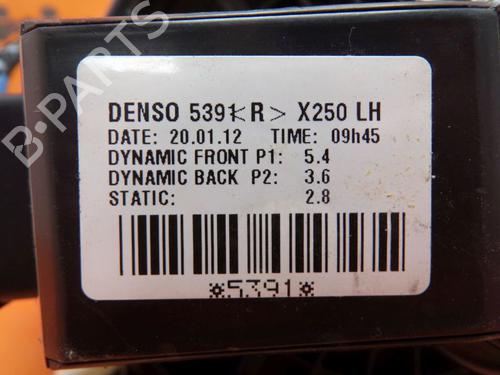 DENSO 5391<R> X250 LH
DATE: 20.01.12 TIME: 09h45
DYNAMIC FRONT P1: 5.4
DYNAMIC BACK P2: 3.6
STATIC: 2.8
*5391*
B-PARTS